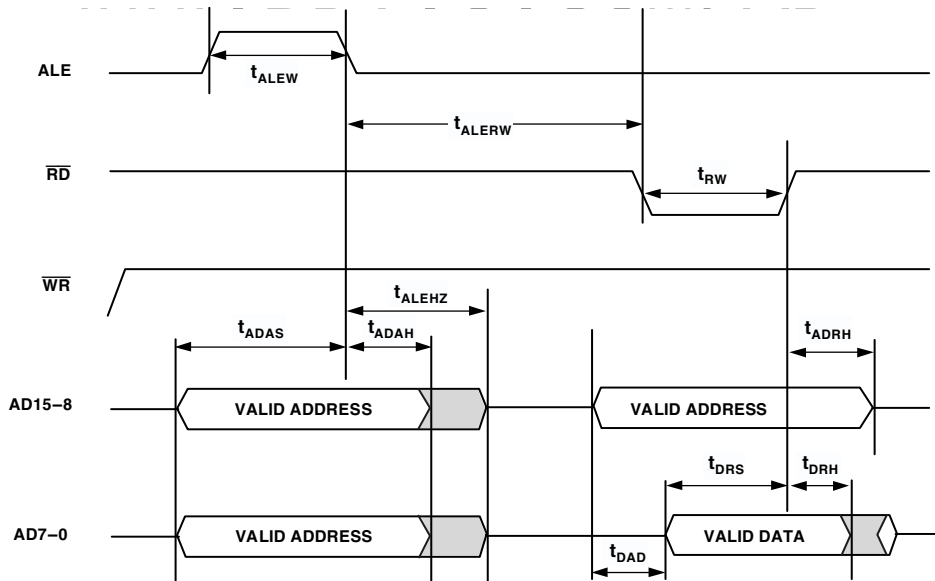 ALE
tALEW
tALERW
RD
tRW
WR
tALEHZ
tADAS
tADAH
tADRH
AD15–8
VALID ADDRESS
VALID ADDRESS
tDRS
tDRH
AD7–0
VALID ADDRESS
VALID DATA
tDAD